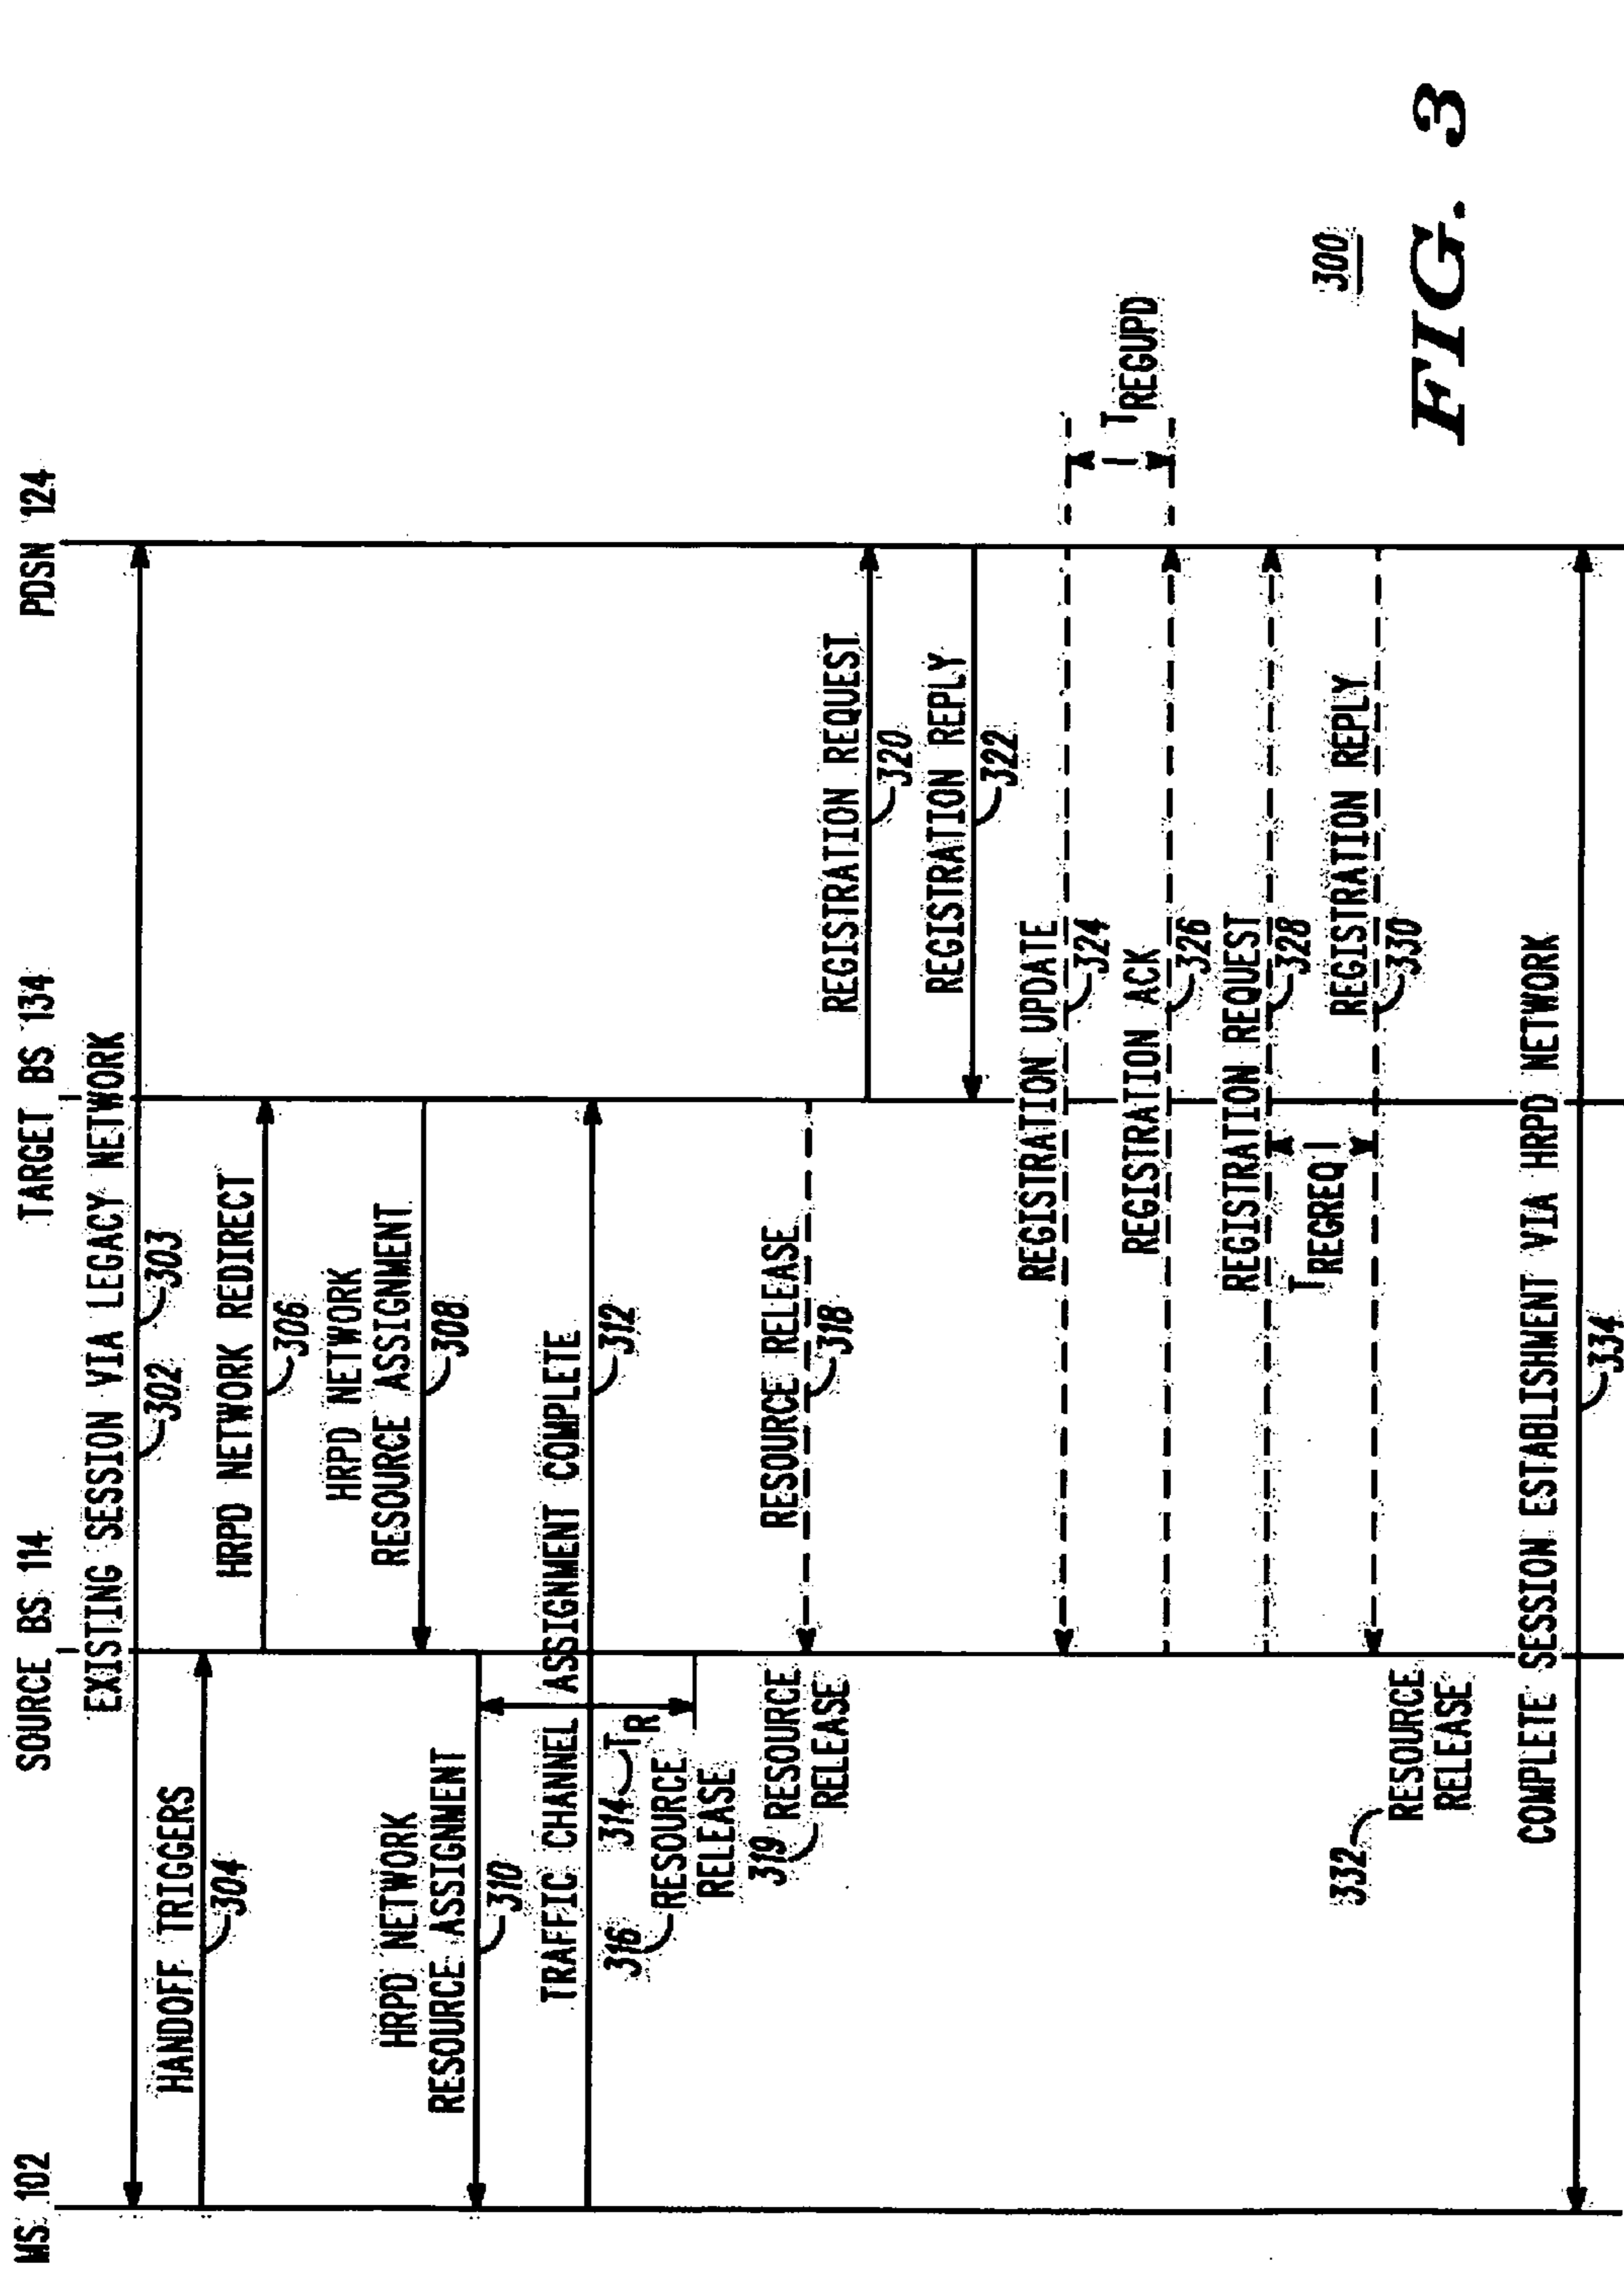 MS 102
SOURCE BS 114
TARGET BS 134
PDSN 124
EXISTING SESSION VIA LEGACY NETWORK
302
303
HANDOFF TRIGGERS
304
HRPD NETWORK REDIRECT
306
HRPD NETWORK
RESOURCE ASSIGNMENT
308
HRPD NETWORK
RESOURCE ASSIGNMENT
310
TRAFFIC CHANNEL ASSIGNMENT COMPLETE
312
314
TR
316
RESOURCE
RELEASE
RESOURCE RELEASE
318
319
RESOURCE
RELEASE
REGISTRATION REQUEST
320
REGISTRATION REPLY
322
REGISTRATION UPDATE
324
TREGUPD
REGISTRATION ACK
326
REGISTRATION REQUEST
328
TREGREQ
REGISTRATION REPLY
330
332
RESOURCE
RELEASE
COMPLETE SESSION ESTABLISHMENT VIA HRPD NETWORK
334
300
FIG. 3